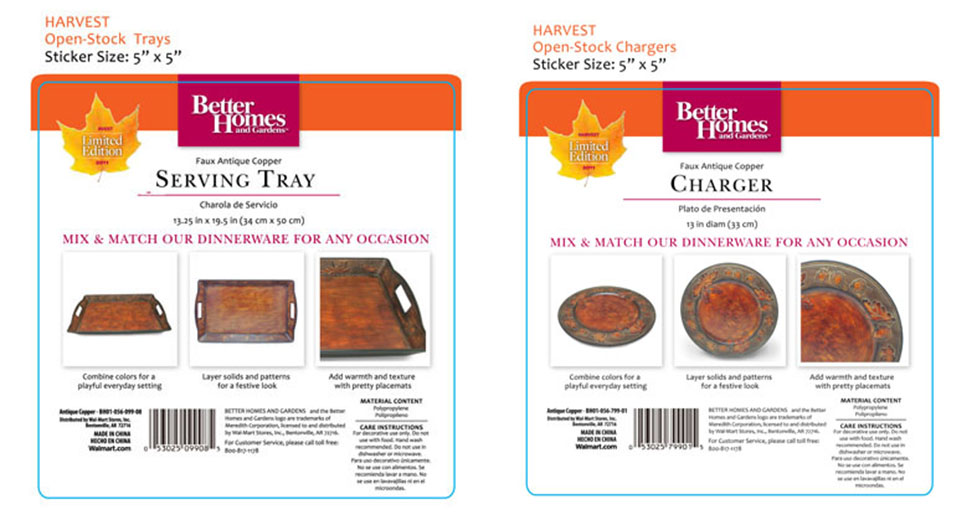 HARVEST
Open-Stock Trays
Sticker Size: 5” x 5”
Better
Homes
and Gardens™
Limited
Edition
2011
Faux Antique Copper
SERVING TRAY
Charola de Servicio
13.25 in x 19.5 in (34 cm x 50 cm)
MIX & MATCH OUR DINNERWARE FOR ANY OCCASION
Combine colors for a
playful everyday setting
Layer solids and patterns
for a festive look
Add warmth and texture
with pretty placemats
Antique Copper - BH01-056-099-08
Distributed by Wal-Mart Stores, Inc.
Bentonville, AR 72716
MADE IN CHINA
HECHO EN CHINA
Walmart.com
0 53025 09908 5
BETTER HOMES AND GARDENS and the Better
Homes and Gardens logo are trademarks of
Meredith Corporation, licensed to and distributed
by Wal-Mart Stores, Inc., Bentonville, AR 72716.
For Customer Service, please call toll free:
800-817-1178
MATERIAL CONTENT
Polypropylene
Polipropileno
CARE INSTRUCTIONS
For decorative use only. Do not
use with food. Hand wash
recommended. Do not use in
dishwasher or microwave.
Para uso decorativo únicamente.
No se use con alimentos. Se
recomienda lavar a mano. No
se use en lavavajillas ni en el
microondas.
HARVEST
Open-Stock Chargers
Sticker Size: 5” x 5”
Better
Homes
and Gardens™
HARVEST
Limited
Edition
2011
Faux Antique Copper
CHARGER
Plato de Presentación
13 in diam (33 cm)
MIX & MATCH OUR DINNERWARE FOR ANY OCCASION
Combine colors for a
playful everyday setting
Layer solids and patterns
for a festive look
Add warmth and texture
with pretty placemats
Antique Copper - BH01-056-799-01
Distributed by Wal-Mart Stores, Inc.
Bentonville, AR 72716
MADE IN CHINA
HECHO EN CHINA
Walmart.com
0 53025 79901 5
BETTER HOMES AND GARDENS and the Better
Homes and Gardens logo are trademarks of
Meredith Corporation, licensed to and distributed
by Wal-Mart Stores, Inc., Bentonville, AR 72716.
For Customer Service, please call toll free:
800-817-1178
MATERIAL CONTENT
Polypropylene
Polipropileno
CARE INSTRUCTIONS
For decorative use only. Do not
use with food. Hand wash
recommended. Do not use in
dishwasher or microwave.
Para uso decorativo únicamente.
No se use con alimentos. Se
recomienda lavar a mano. No
se use en lavavajillas ni en el
microondas.